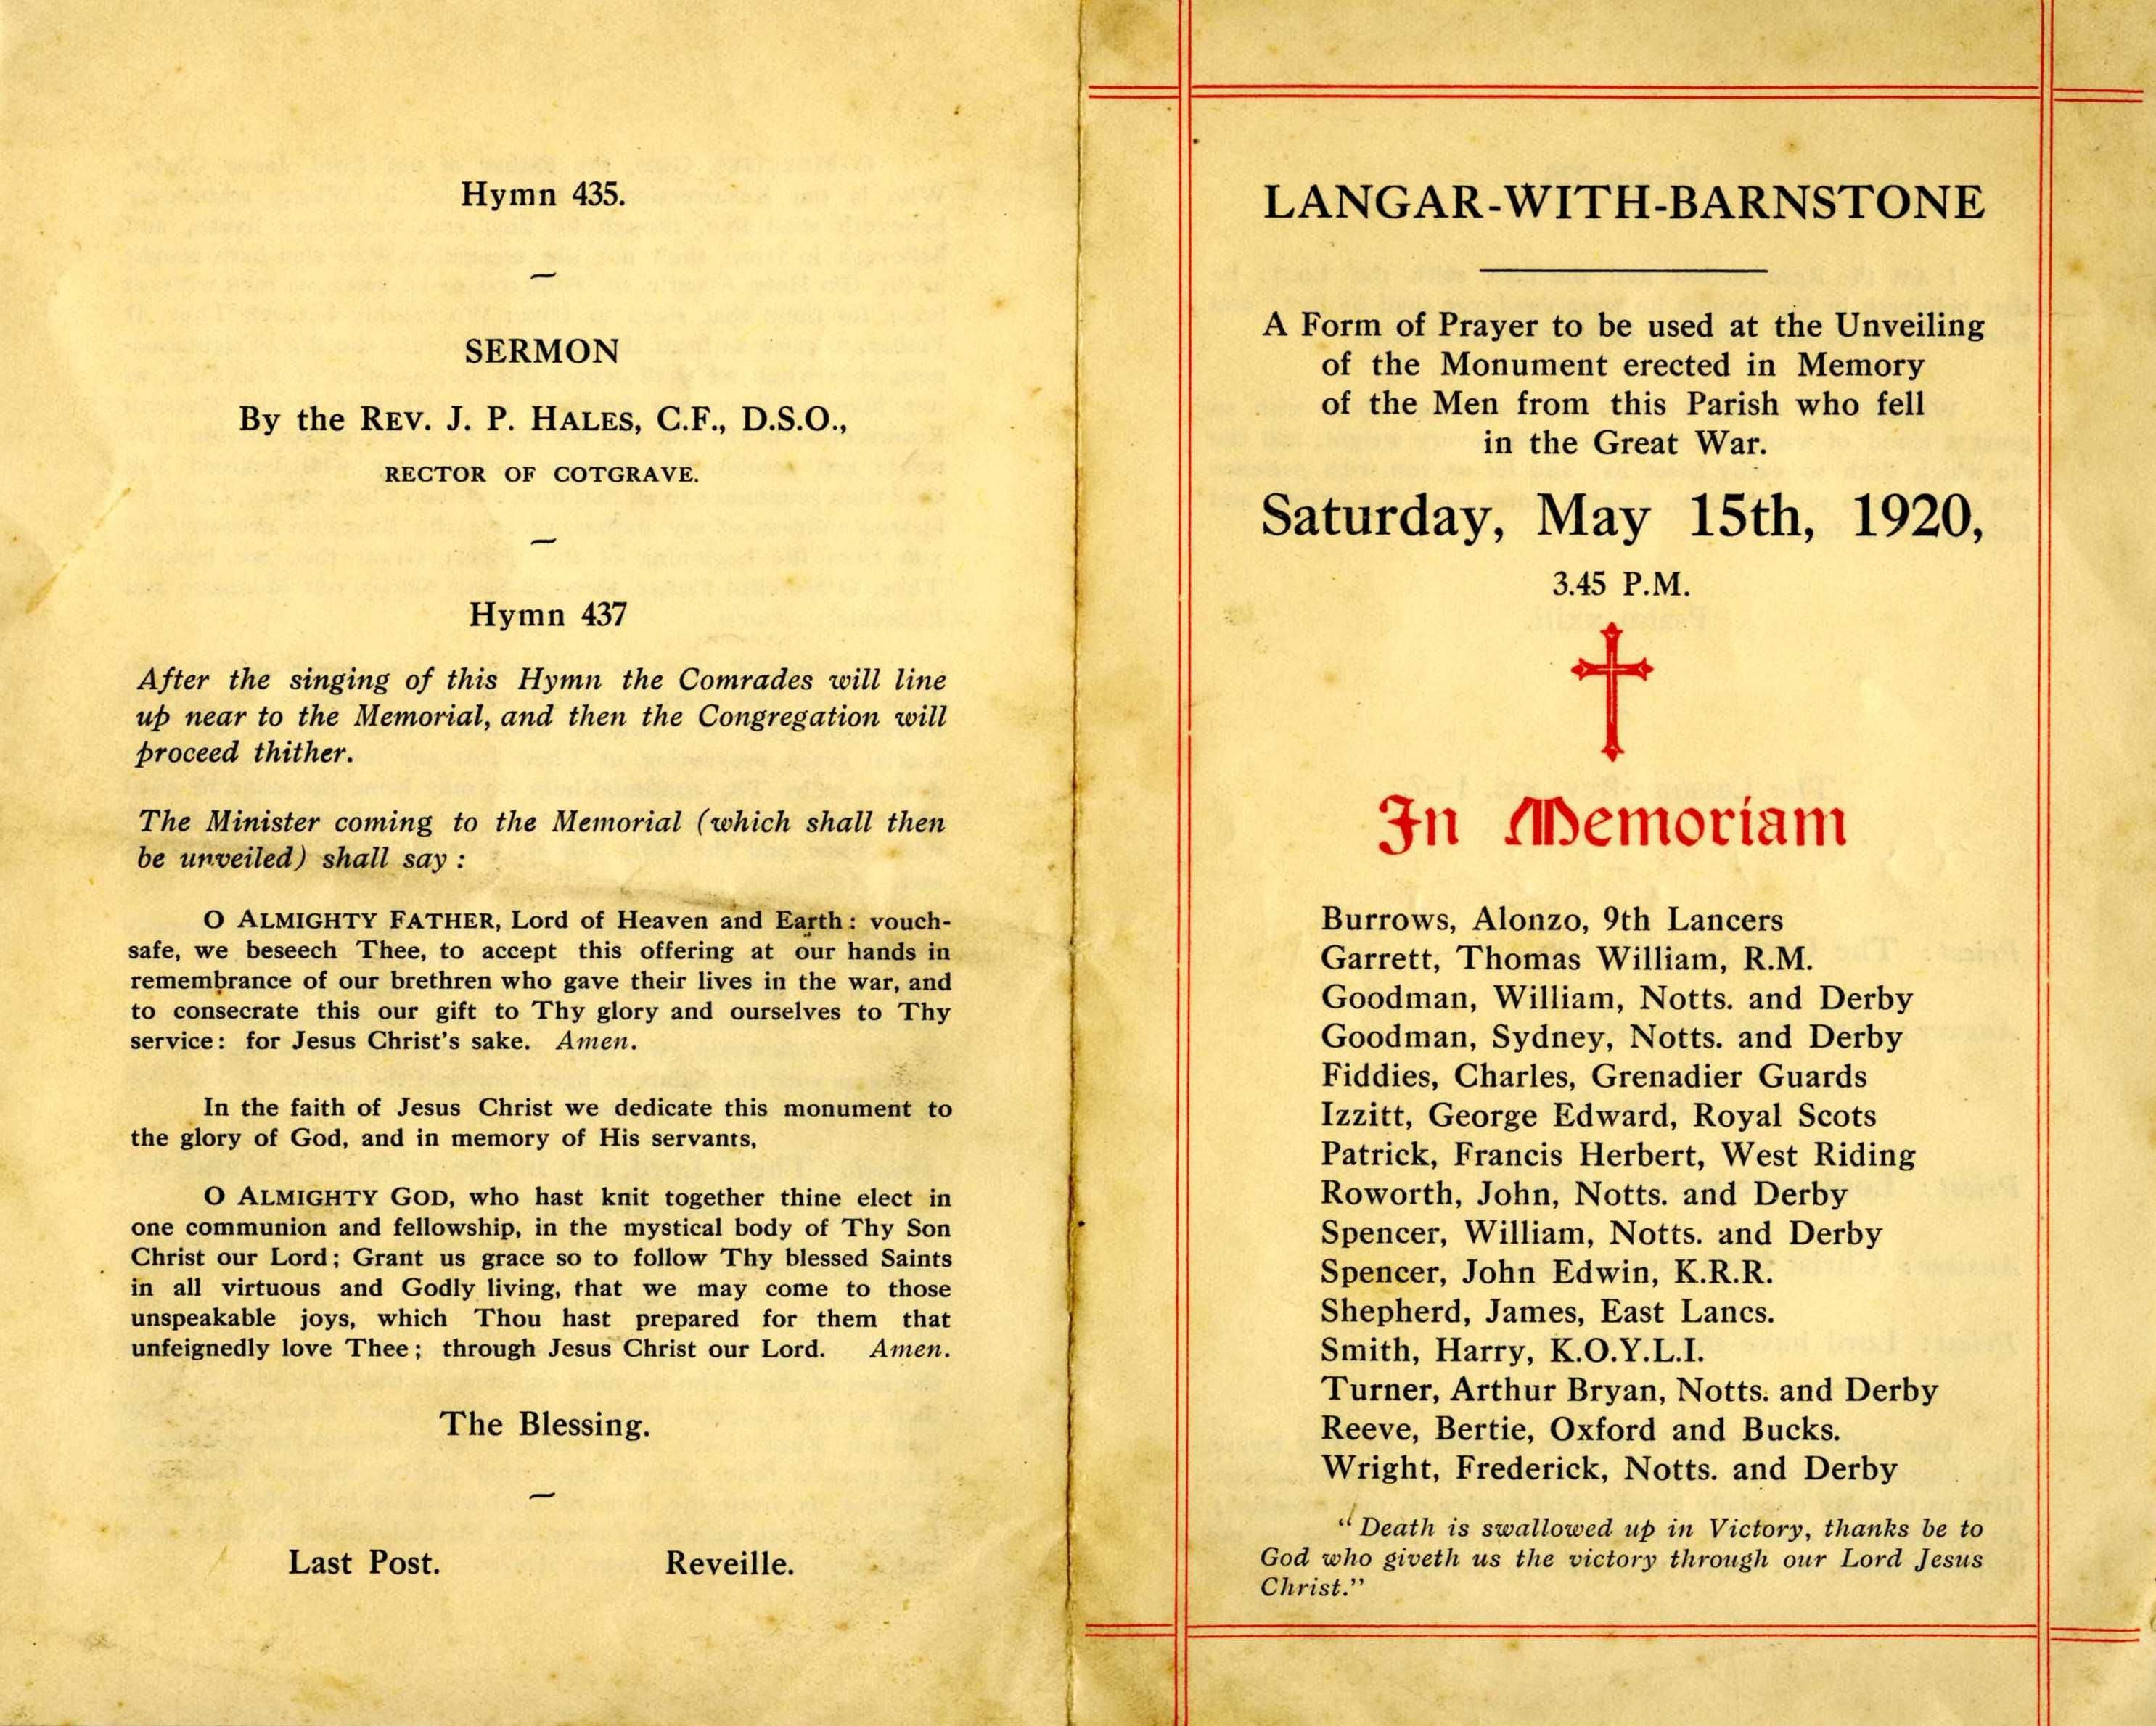 Hymn 435.
SERMON
By the REV. J. P. HALES, C.F., D.S.O.,
RECTOR OF COTGRAVE.
Hymn 437
After the singing of this Hymn the Comrades will line
up near to the Memorial, and then the Congregation will
proceed thither.
The Minister coming to the Memorial (which shall then
be unveiled) shall say :
O ALMIGHTY FATHER, Lord of Heaven and Earth : vouch-
safe, we beseech Thee, to accept this offering at our hands in
remembrance of our brethren who gave their lives in the war, and
to consecrate this our gift to Thy glory and ourselves to Thy
service : for Jesus Christ's sake. Amen.
In the faith of Jesus Christ we dedicate this monument to
the glory of God, and in memory of His servants,
O ALMIGHTY GOD, who hast knit together thine elect in
one communion and fellowship, in the mystical body of Thy Son
Christ our Lord ; Grant us grace so to follow Thy blessed Saints
in all virtuous and Godly living, that we may come to those
unspeakable joys, which Thou hast prepared for them that
unfeignedly love Thee ; through Jesus Christ our Lord. Amen.
The Blessing.
Last Post. Reveille.
LANGAR-WITH-BARNSTONE
A Form of Prayer to be used at the Unveiling
of the Monument erected in Memory
of the Men from this Parish who fell
in the Great War.
Saturday, May 15th, 1920,
3.45 P.M.
In Memoriam
Burrows, Alonzo, 9th Lancers
Garrett, Thomas William, R.M.
Goodman, William, Notts. and Derby
Goodman, Sydney, Notts. and Derby
Fiddies, Charles, Grenadier Guards
Izzitt, George Edward, Royal Scots
Patrick, Francis Herbert, West Riding
Roworth, John, Notts. and Derby
Spencer, William, Notts. and Derby
Spencer, John Edwin, K.R.R.
Shepherd, James, East Lancs.
Smith, Harry, K.O.Y.L.I.
Turner, Arthur Bryan, Notts. and Derby
Reeve, Bertie, Oxford and Bucks.
Wright, Frederick, Notts. and Derby
“Death is swallowed up in Victory, thanks be to
God who giveth us the victory through our Lord Jesus
Christ.”